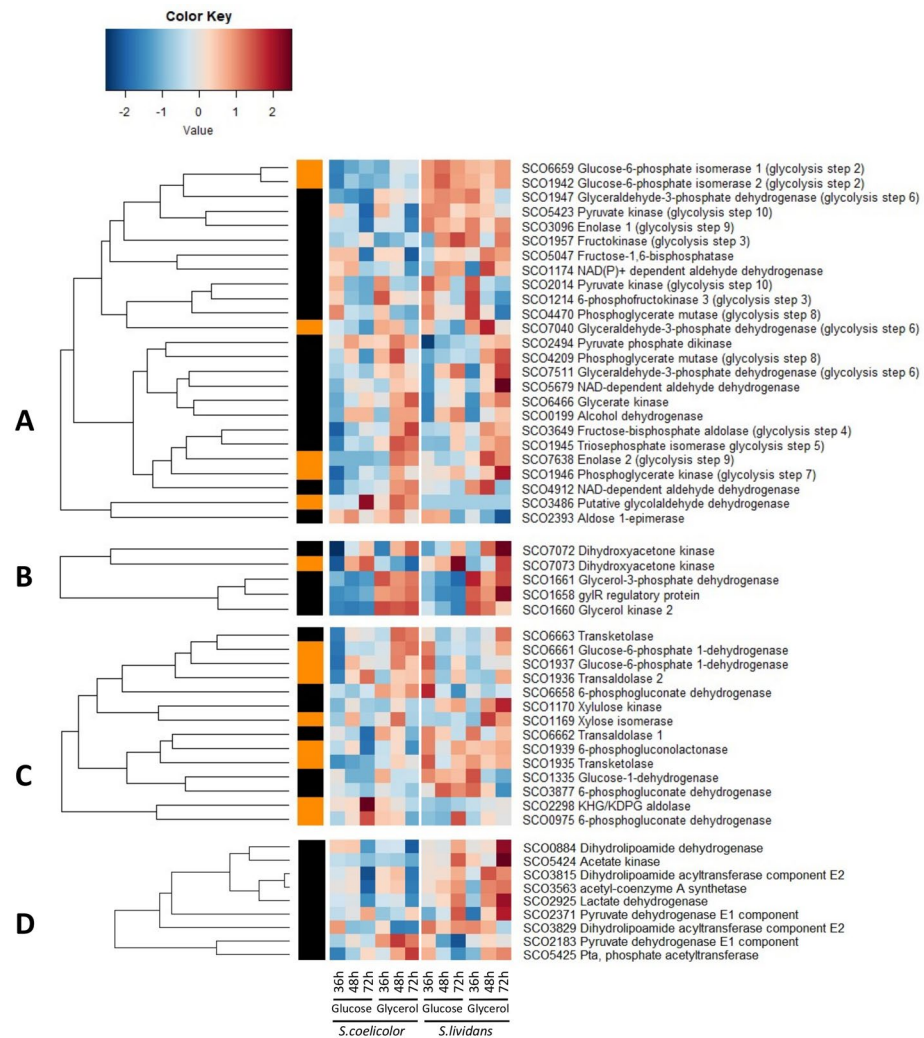 Color Key
-2 -1 0 1 2
Value
A
SCO6659 Glucose-6-phosphate isomerase 1 (glycolysis step 2)
SCO1942 Glucose-6-phosphate isomerase 2 (glycolysis step 2)
SCO1947 Glyceraldehyde-3-phosphate dehydrogenase (glycolysis step 6)
SCO5423 Pyruvate kinase (glycolysis step 10)
SCO3096 Enolase 1 (glycolysis step 9)
SCO1957 Fructokinase (glycolysis step 3)
SCO5047 Fructose-1,6-bisphosphatase
SCO1174 NAD(P)+ dependent aldehyde dehydrogenase
SCO2014 Pyruvate kinase (glycolysis step 10)
SCO1214 6-phosphofructokinase 3 (glycolysis step 3)
SCO4470 Phosphoglycerate mutase (glycolysis step 8)
SCO7040 Glyceraldehyde-3-phosphate dehydrogenase (glycolysis step 6)
SCO2494 Pyruvate phosphate dikinase
SCO4209 Phosphoglycerate mutase (glycolysis step 8)
SCO7511 Glyceraldehyde-3-phosphate dehydrogenase (glycolysis step 6)
SCO5679 NAD-dependent aldehyde dehydrogenase
SCO6466 Glycerate kinase
SCO0199 Alcohol dehydrogenase
SCO3649 Fructose-bisphosphate aldolase (glycolysis step 4)
SCO1945 Triosephosphate isomerase glycolysis step 5)
SCO7638 Enolase 2 (glycolysis step 9)
SCO1946 Phosphoglycerate kinase (glycolysis step 7)
SCO4912 NAD-dependent aldehyde dehydrogenase
SCO3486 Putative glycolaldehyde dehydrogenase
SCO2393 Aldose 1-epimerase
B
SCO7072 Dihydroxyacetone kinase
SCO7073 Dihydroxyacetone kinase
SCO1661 Glycerol-3-phosphate dehydrogenase
SCO1658 gylR regulatory protein
SCO1660 Glycerol kinase 2
C
SCO6663 Transketolase
SCO6661 Glucose-6-phosphate 1-dehydrogenase
SCO1937 Glucose-6-phosphate 1-dehydrogenase
SCO1936 Transaldolase 2
SCO6658 6-phosphogluconate dehydrogenase
SCO1170 Xylulose kinase
SCO1169 Xylose isomerase
SCO6662 Transaldolase 1
SCO1939 6-phosphogluconolactonase
SCO1935 Transketolase
SCO1335 Glucose-1-dehydrogenase
SCO3877 6-phosphogluconate dehydrogenase
SCO2298 KHG/KDPG aldolase
SCO0975 6-phosphogluconate dehydrogenase
D
SCO0884 Dihydrolipoamide dehydrogenase
SCO5424 Acetate kinase
SCO3815 Dihydrolipoamide acyltransferase component E2
SCO3563 acetyl-coenzyme A synthetase
SCO2925 Lactate dehydrogenase
SCO2371 Pyruvate dehydrogenase E1 component
SCO3829 Dihydrolipoamide acyltransferase component E2
SCO2183 Pyruvate dehydrogenase E1 component
SCO5425 Pta, phosphate acetyltransferase
36h 48h 72h 36h 48h 72h 36h 48h 72h 36h 48h 72h
Glucose Glycerol Glucose Glycerol
S.coelicolor S.lividans